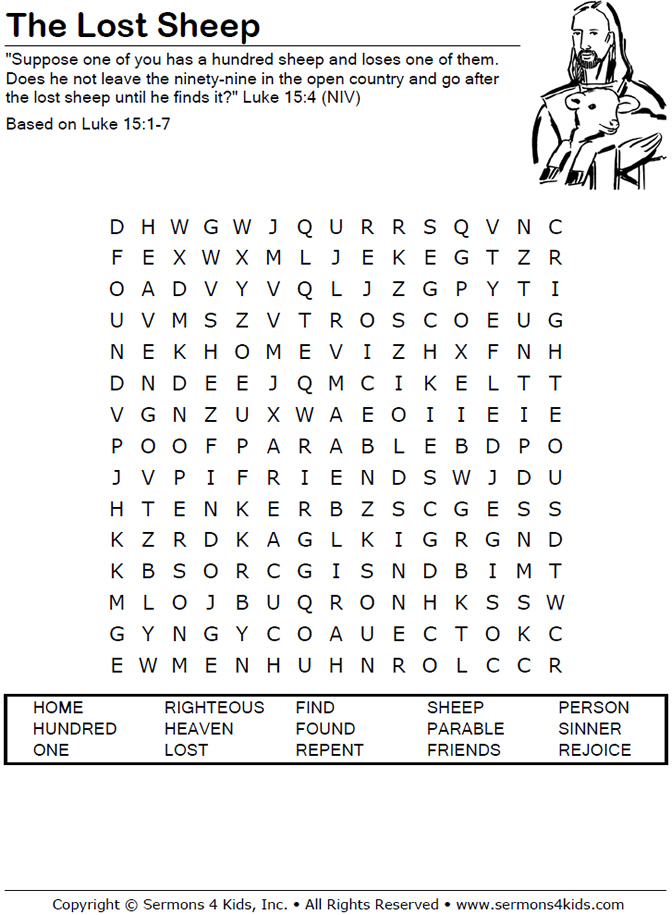 The Lost Sheep
"Suppose one of you has a hundred sheep and loses one of them.
Does he not leave the ninety-nine in the open country and go after
the lost sheep until he finds it?" Luke 15:4 (NIV)
Based on Luke 15:1-7
D H W G W J Q U R R S Q V N C
F E X W X M L J E K E G T Z R
O A D V Y V Q L J Z G P Y T I
U V M S Z V T R O S C O E U G
N E K H O M E V I Z H X F N H
D N D E E J Q M C I K E L T T
V G N Z U X W A E O I I E I E
P O O F P A R A B L E B D P O
J V P I F R I E N D S W J D U
H T E N K E R B Z S C G E S S
K Z R D K A G L K I G R G N D
K B S O R C G I S N D B I M T
M L O J B U Q R O N H K S S W
G Y N G Y C O A U E C T O K C
E W M E N H U H N R O L C C R
HOME RIGHTEOUS FIND SHEEP PERSON
HUNDRED HEAVEN FOUND PARABLE SINNER
ONE LOST REPENT FRIENDS REJOICE
Copyright © Sermons 4 Kids, Inc. • All Rights Reserved • www.sermons4kids.com